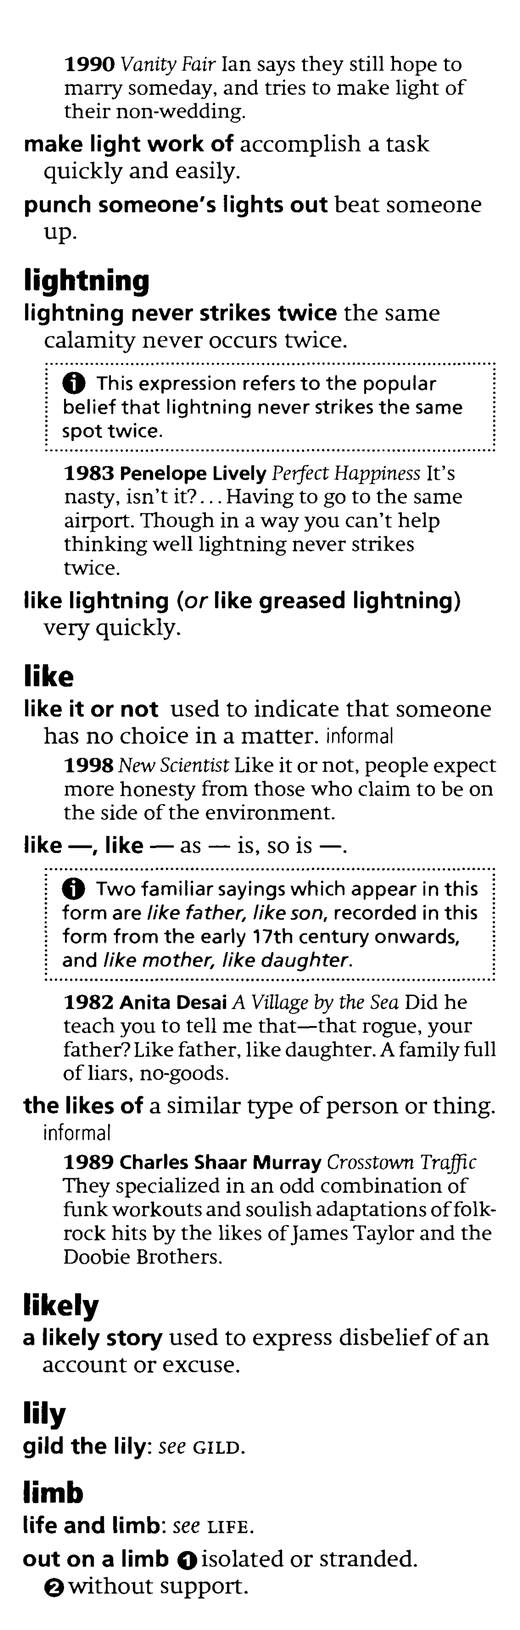 1990 Vanity Fair Ian says they still hope to
marry someday, and tries to make light of
their non-wedding.
make light work of accomplish a task
quickly and easily.
punch someone's lights out beat someone
up.
lightning
lightning never strikes twice the same
calamity never occurs twice.
ℹ This expression refers to the popular
belief that lightning never strikes the same
spot twice.
1983 Penelope Lively Perfect Happiness It's
nasty, isn't it?...Having to go to the same
airport. Though in a way you can't help
thinking well lightning never strikes
twice.
like lightning (or like greased lightning)
very quickly.
like
like it or not used to indicate that someone
has no choice in a matter. informal
1998 New Scientist Like it or not, people expect
more honesty from those who claim to be on
the side of the environment.
like —, like — as — is, so is —.
ℹ Two familiar sayings which appear in this
form are like father, like son, recorded in this
form from the early 17th century onwards,
and like mother, like daughter.
1982 Anita Desai A Village by the Sea Did he
teach you to tell me that—that rogue, your
father? Like father, like daughter. A family full
of liars, no-goods.
the likes of a similar type of person or thing.
informal
1989 Charles Shaar Murray Crosstown Traffic
They specialized in an odd combination of
funk workouts and soulish adaptations of folk-
rock hits by the likes of James Taylor and the
Doobie Brothers.
likely
a likely story used to express disbelief of an
account or excuse.
lily
gild the lily: see GILD.
limb
life and limb: see LIFE.
out on a limb ❶ isolated or stranded.
❷ without support.